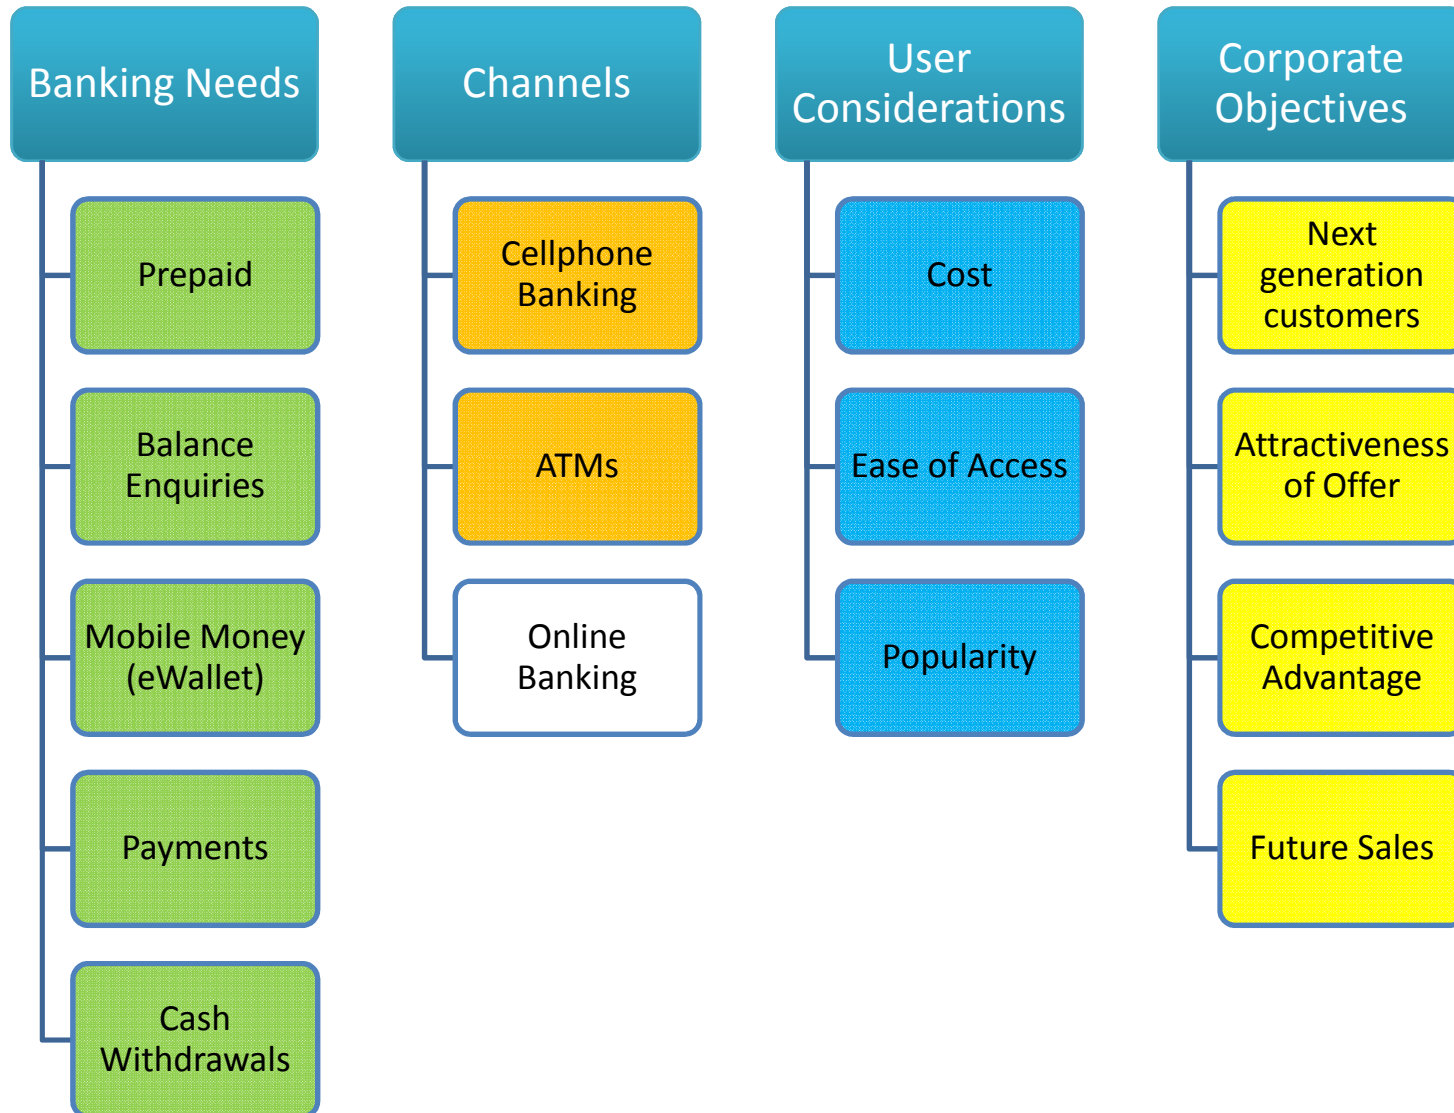 Banking Needs
Prepaid
Balance
Enquiries
Mobile Money
(eWallet)
Payments
Cash
Withdrawals
Channels
Cellphone
Banking
ATMs
Online
Banking
User
Considerations
Cost
Ease of Access
Popularity
Corporate
Objectives
Next
generation
customers
Attractiveness
of Offer
Competitive
Advantage
Future Sales